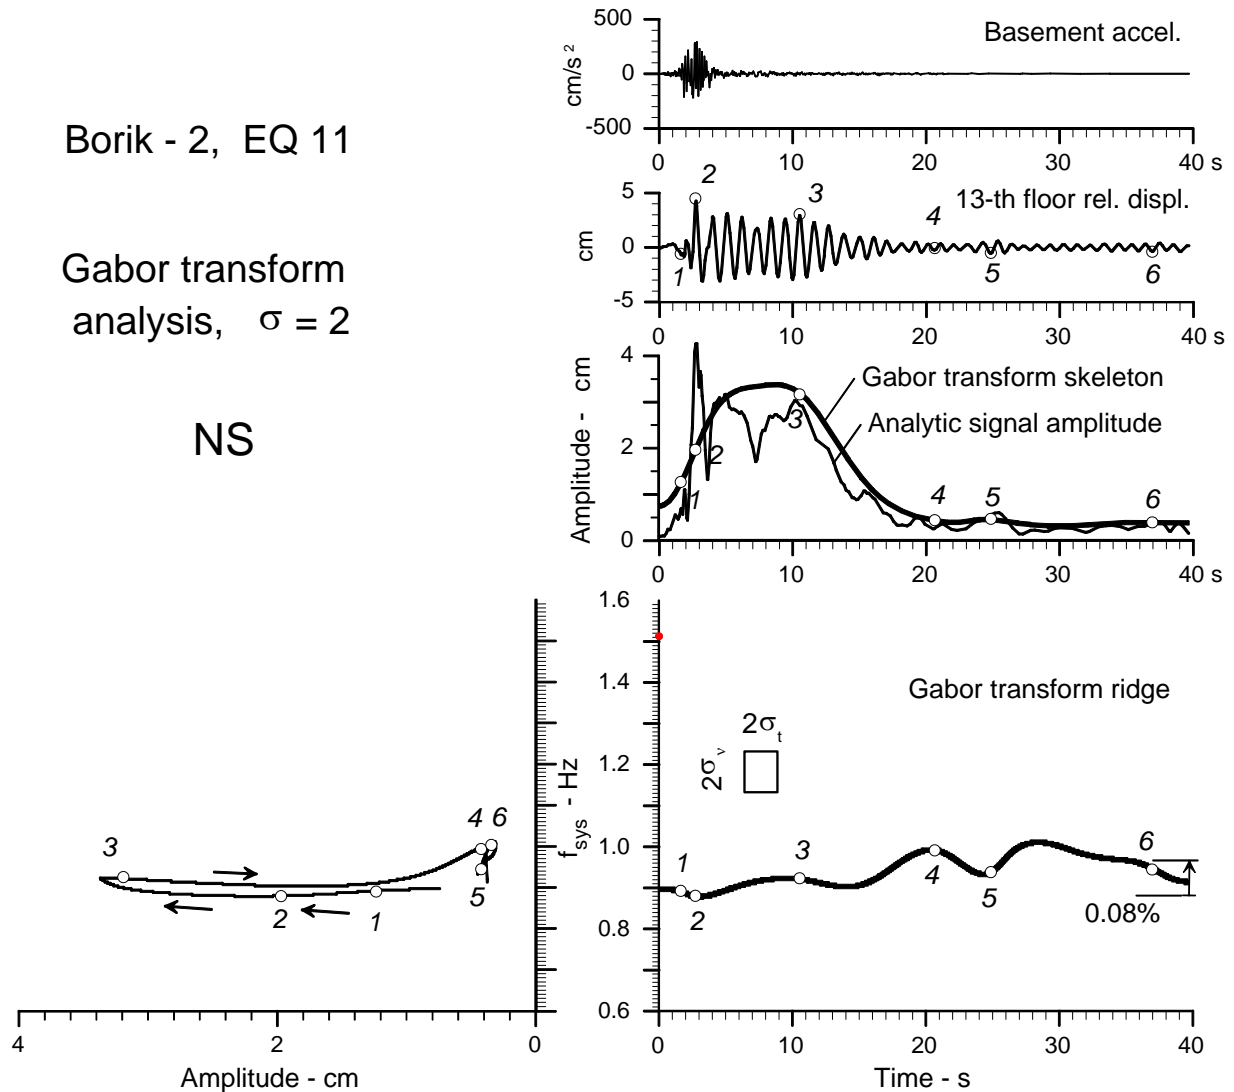 Borik - 2, EQ 11
Gabor transform
analysis, σ = 2
NS
500
0
-500
cm/s²
Basement accel.
0
10
20
30
40 s
5
0
-5
cm
13-th floor rel. displ.
1
2
3
4
5
6
0
10
20
30
40 s
4
2
0
Amplitude - cm
Gabor transform skeleton
Analytic signal amplitude
1
2
3
4
5
6
0
10
20
30
40 s
3
4 6
5
2
1
4
0
Amplitude - cm
1.6
1.4
1.2
1.0
0.8
0.6
f sys - Hz
Gabor transform ridge
2σt
2σν
1
2
3
4
5
6
0.08%
0
10
20
30
40
Time - s